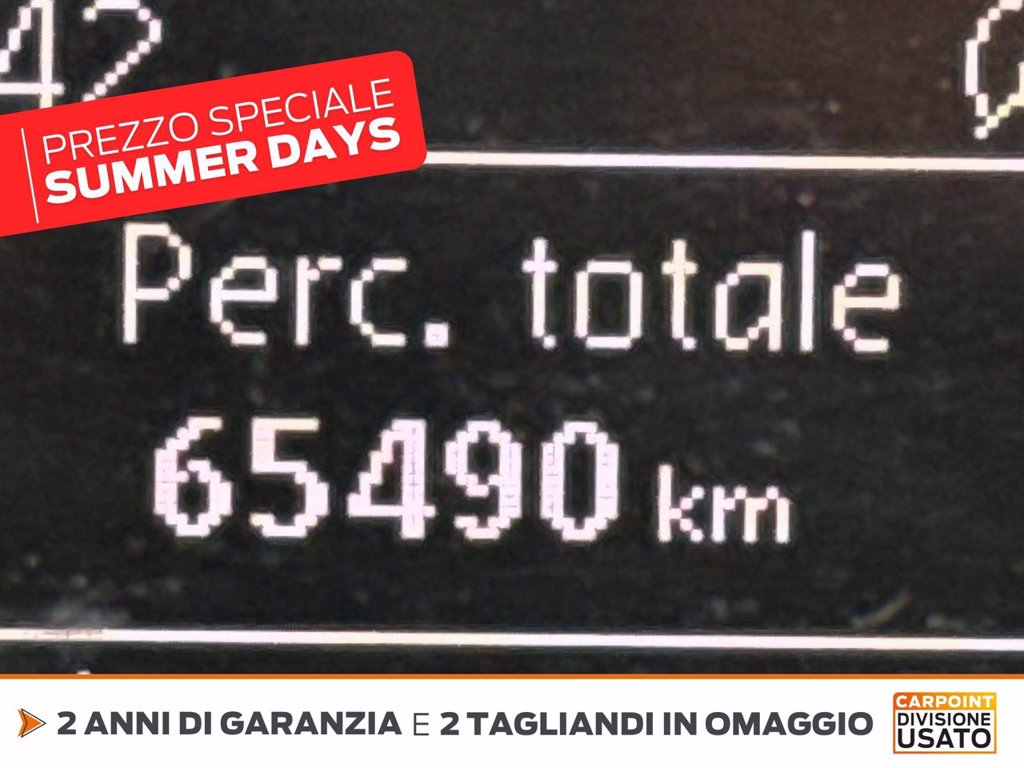 42
PREZZO SPECIALE
SUMMER DAYS
Perc. totale
65490 km
2 ANNI DI GARANZIA E 2 TAGLIANDI IN OMAGGIO
CARPOINT
DIVISIONE
USATO